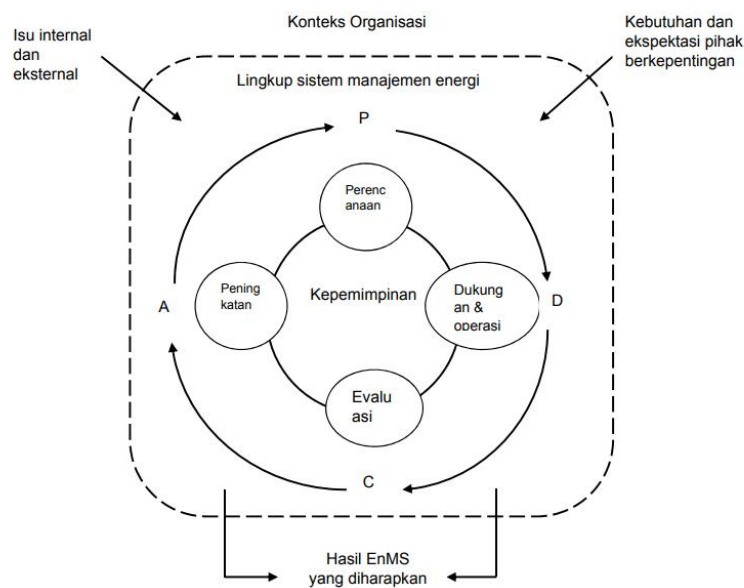 Konteks Organisasi
Isu internal
dan
eksternal
Kebutuhan dan
ekspektasi pihak
berkepentingan
Lingkup sistem manajemen energi
P
Perenc
anaan
Pening
katan
Kepemimpinan
Dukung
an &
operasi
A
D
Evalu
asi
C
Hasil EnMS
yang diharapkan